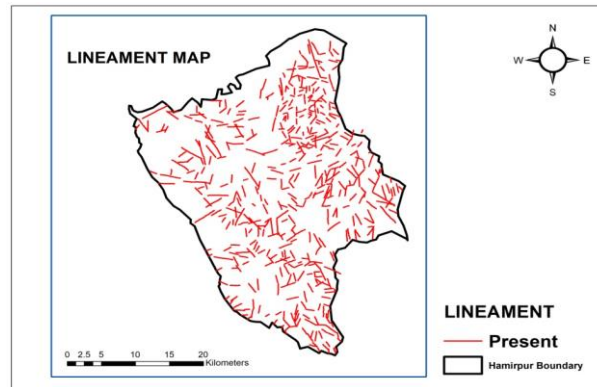 LINEAMENT MAP
N
W E
S
LINEAMENT
Present
Hamirpur Boundary
0 2.5 5 10 15 20
Kilometers